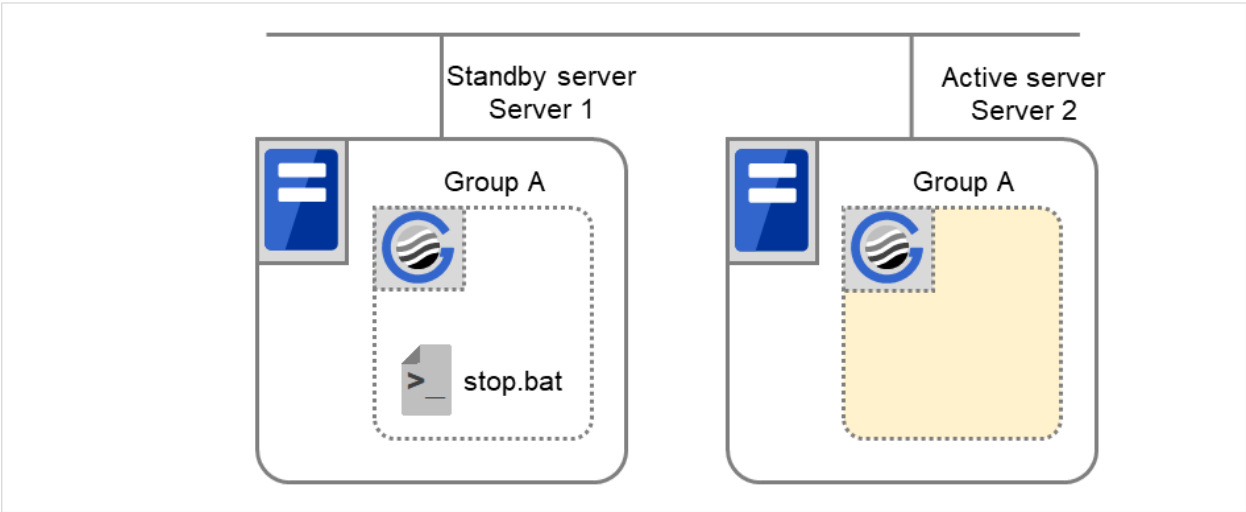 Standby server
Server 1
Active server
Server 2
Group A
Group A
>_
stop.bat